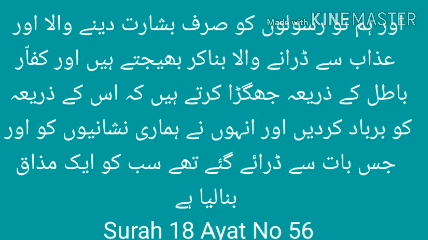 Made with KINEMASTER
اور ہم تو رسولوں کو صرف بشارت دینے والا اور
عذاب سے ڈرانے والا بناکر بھیجتے ہیں اور کفاّر
باطل کے ذریعہ جھگڑا کرتے ہیں کہ اس کے ذریعہ
کو برباد کردیں اور انہوں نے ہماری نشانیوں کو اور
جس بات سے ڈرائے گئے تھے سب کو ایک مذاق
بنالیا ہے
Surah 18 Ayat No 56